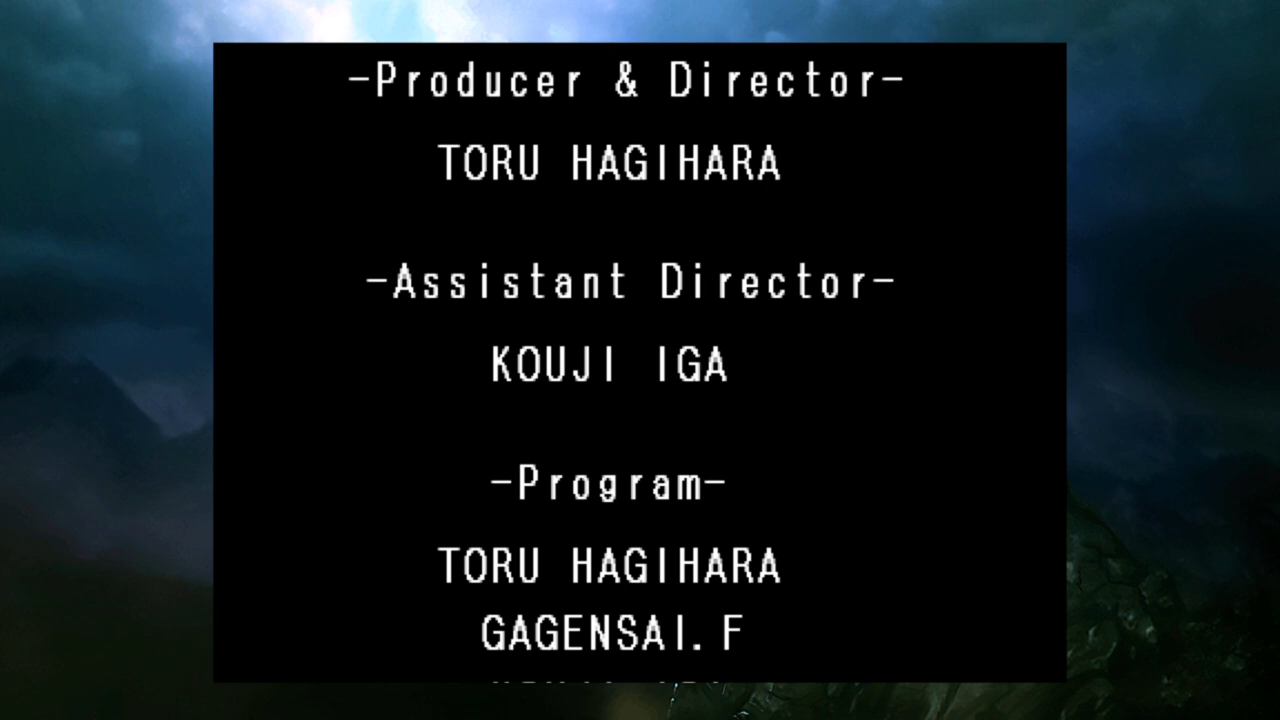 -Producer & Director-
TORU HAGIHARA
-Assistant Director-
KOUJI IGA
-Program-
TORU HAGIHARA
GAGENSAI.F